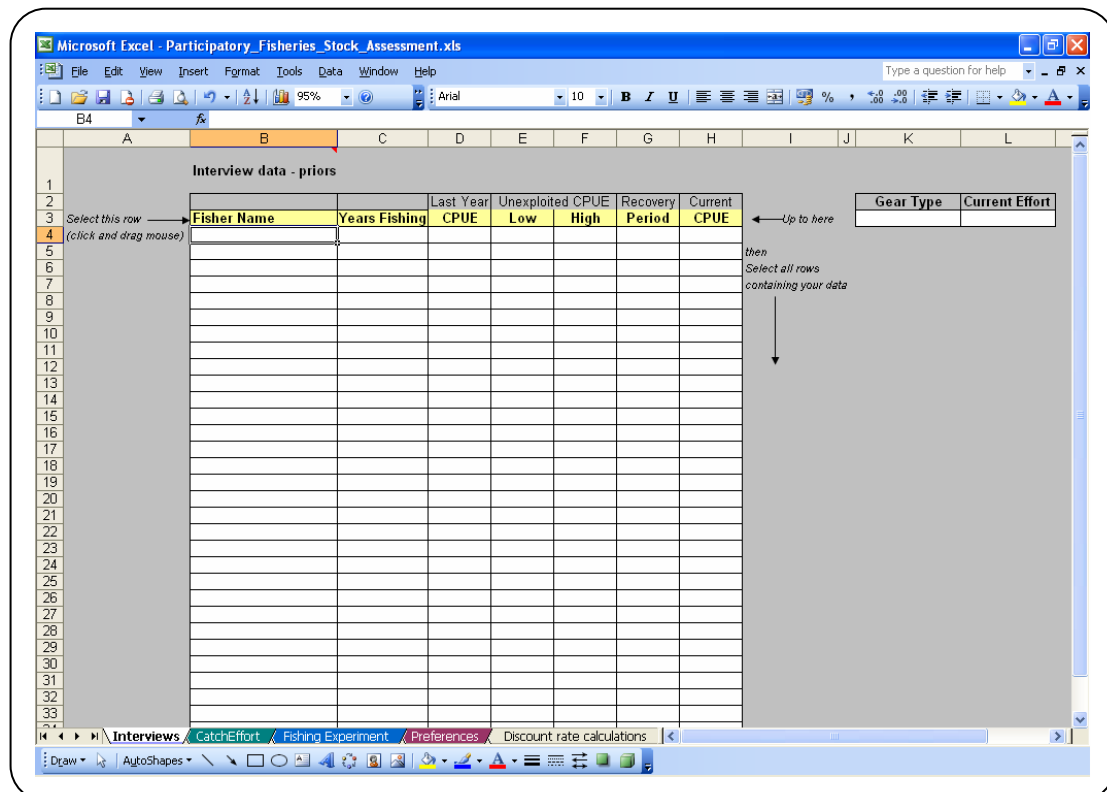 Microsoft Excel - Participatory_Fisheries_Stock_Assessment.xls
File Edit View Insert Format Tools Data Window Help Type a question for help
95% Arial 10 B I U % ,
B4 fx
A B C D E F G H I J K L
1 Interview data - priors
2 Last Year Unexploited CPUE Recovery Current Gear Type Current Effort
3 Select this row Fisher Name Years Fishing CPUE Low High Period CPUE Up to here
4 (click and drag mouse)
5 then
6 Select all rows
7 containing your data
8
9
10
11
12
13
14
15
16
17
18
19
20
21
22
23
24
25
26
27
28
29
30
31
32
33
Interviews CatchEffort Fishing Experiment Preferences Discount rate calculations
Draw AutoShapes